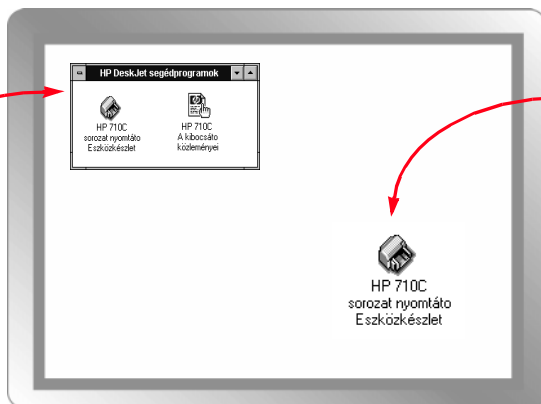 HP DeskJet segédprogramok
HP 710C
sorozat nyomtáto
Eszközkészlet
HP 710C
A kibocsáto
közleményei
HP 710C
sorozat nyomtáto
Eszközkészlet